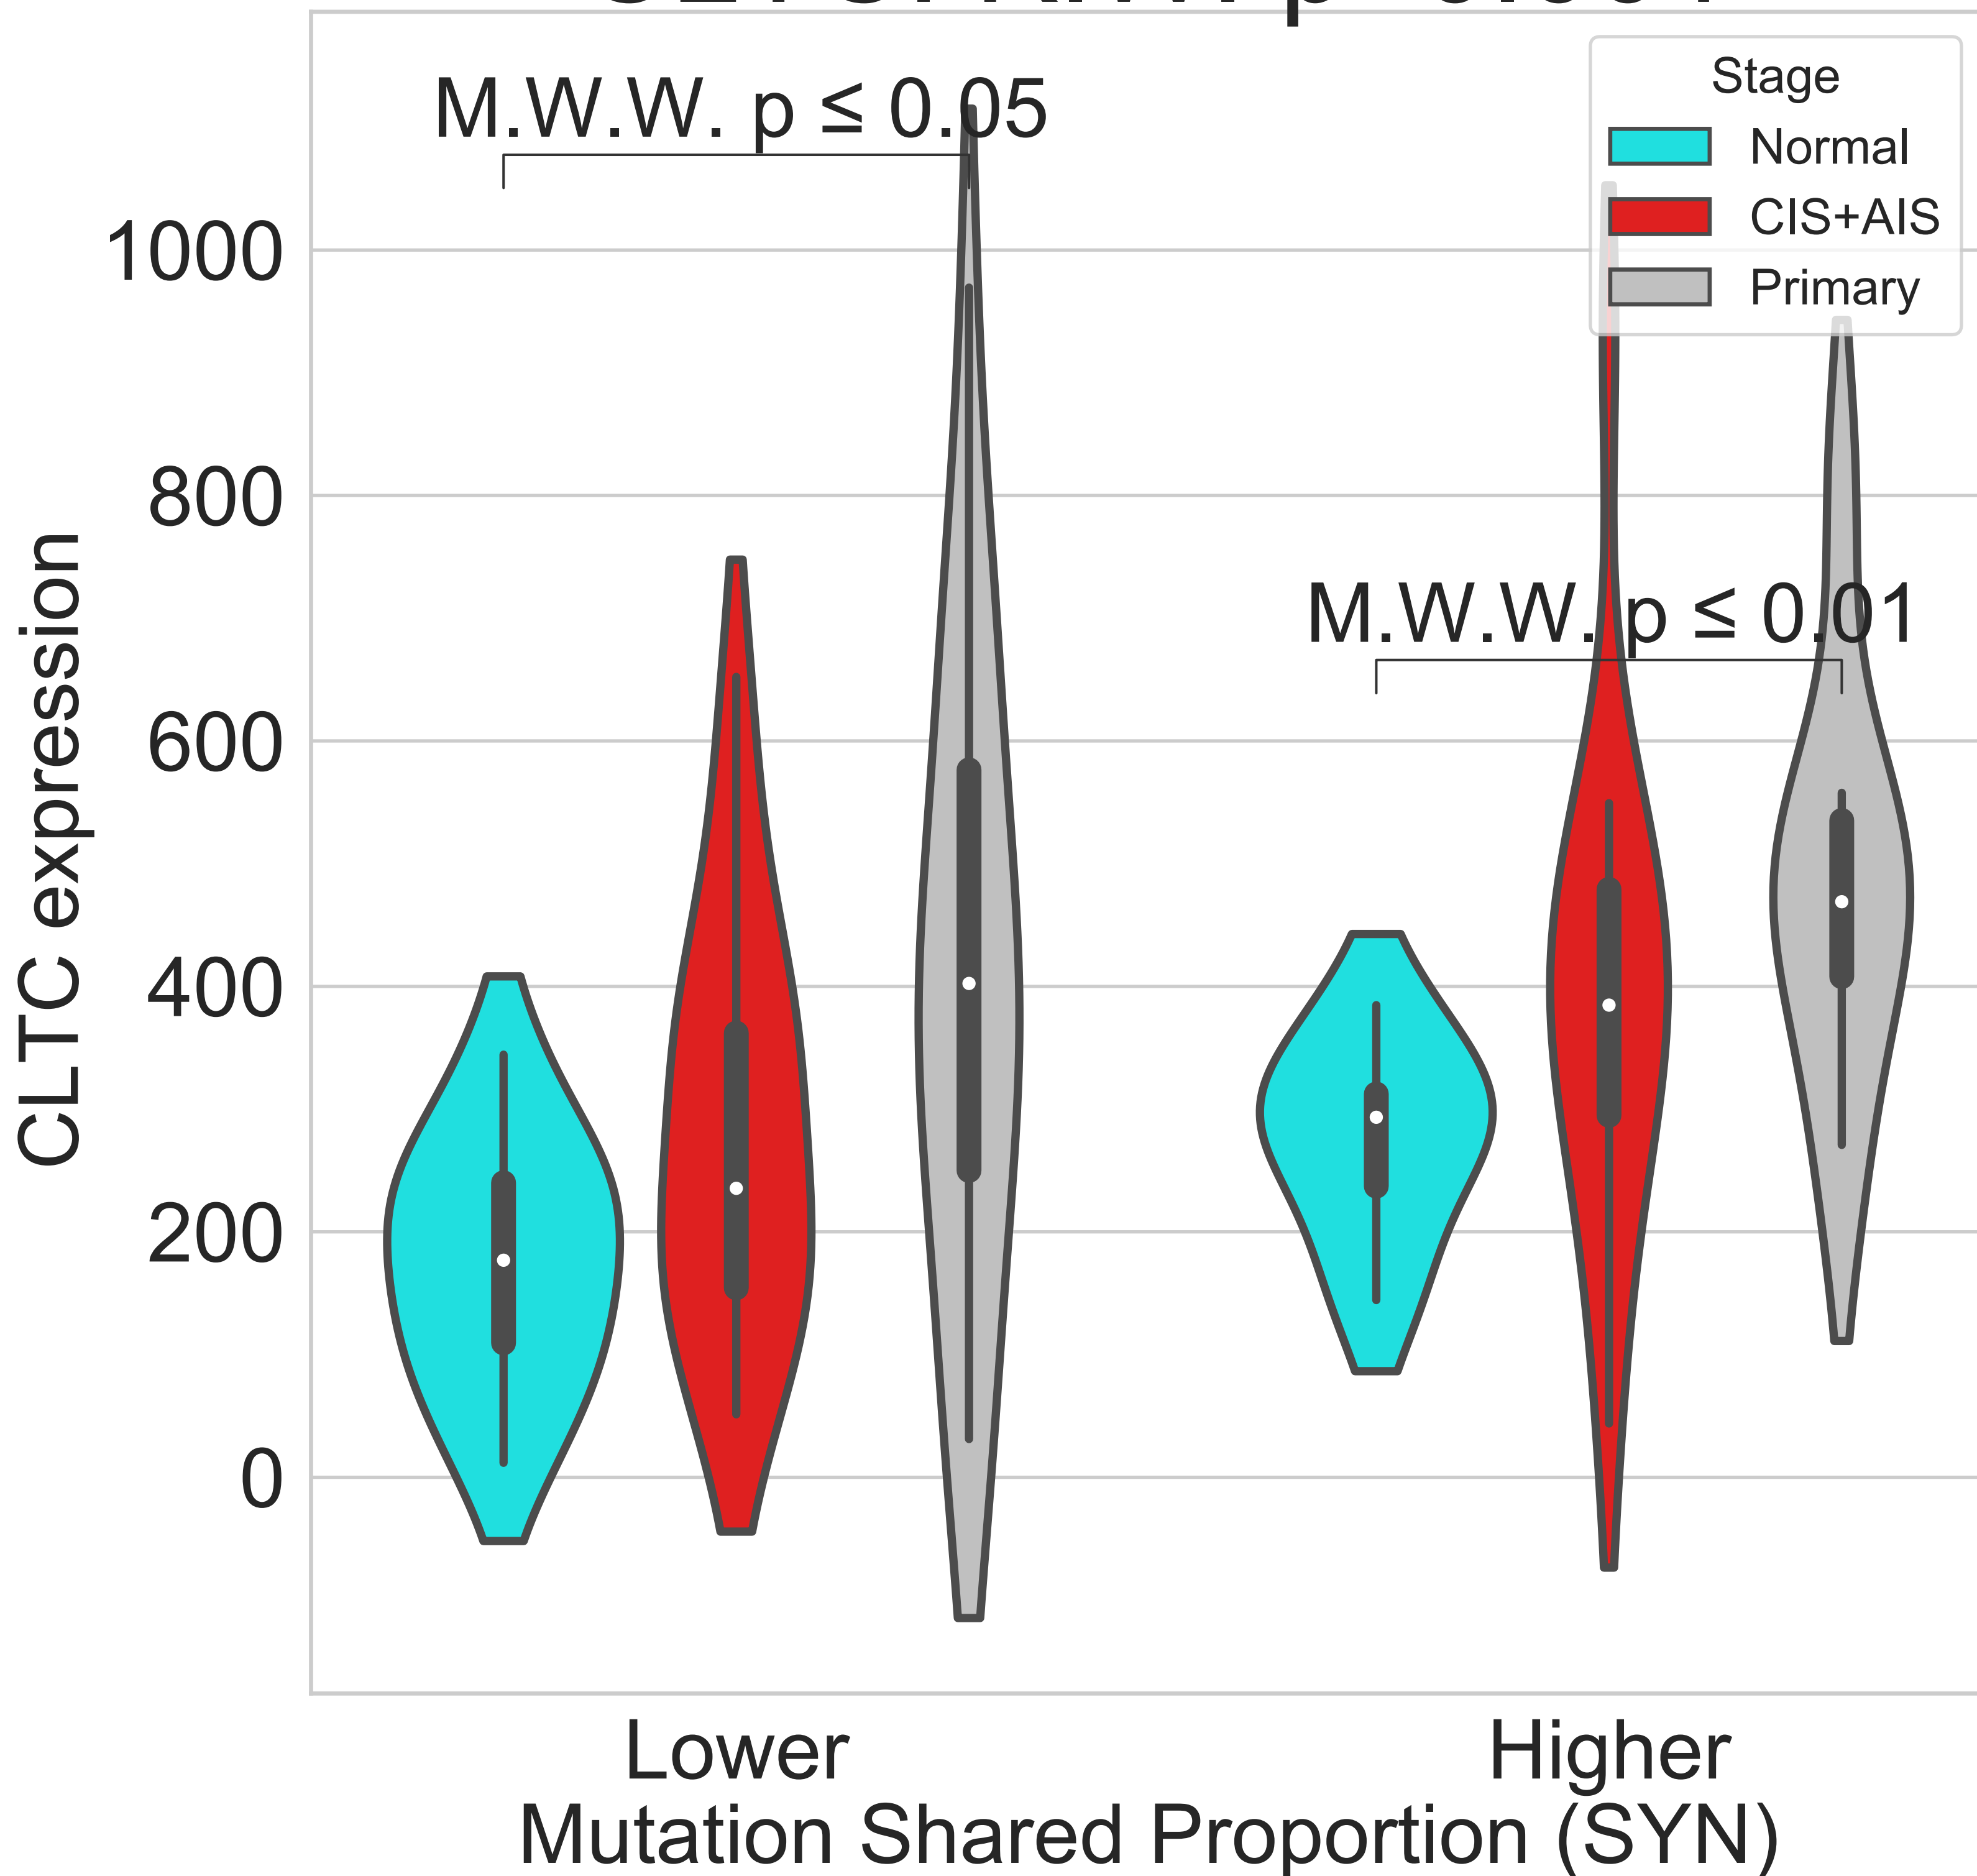 M.W.W. p ≤ 0.05
Stage
Normal
CIS+AIS
Primary
1000
800
600
400
200
0
CLTC expression
M.W.W. p ≤ 0.01
Lower
Higher
Mutation Shared Proportion (SYN)